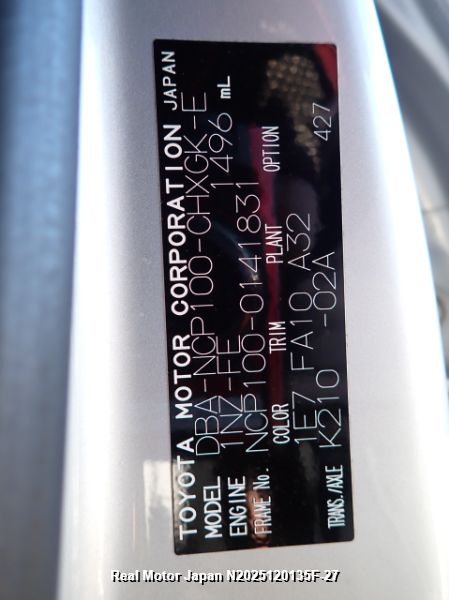 TOYOTA MOTOR CORPORATION JAPAN
MODEL DBA-NCP100-CHXGK-E
ENGINE 1NZ-FE 1496 mL
FRAME No. NCP100-0141831
COLOR TRIM PLANT OPTION
1E7 FA10 A32 427
TRANS./AXLE K210 -02A
Real Motor Japan N2025120135F-27